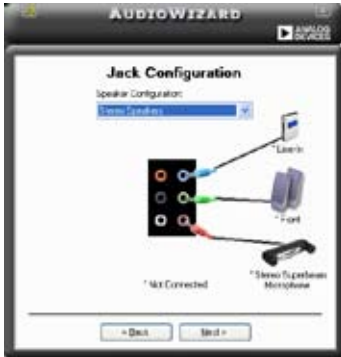 AUDIOWIZARD
ANALOG
DEVICES
Jack Configuration
Speaker Configuration:
Stereo Speakers
* Line In
* Front
* Stereo Superbeam
Microphone
* Not Connected
< Back
Next >